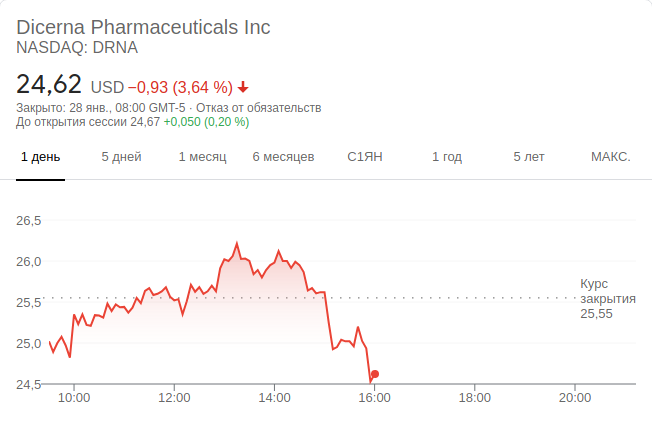 Dicerna Pharmaceuticals Inc
NASDAQ: DRNA
24,62 USD −0,93 (3,64 %)
Закрыто: 28 янв., 08:00 GMT-5 · Отказ от обязательств
До открытия сессии 24,67 +0,050 (0,20 %)
1 день 5 дней 1 месяц 6 месяцев С1ЯН 1 год 5 лет МАКС.
26,5
26,0
25,5
25,0
24,5
Курс
закрытия
25,55
10:00 12:00 14:00 16:00 18:00 20:00